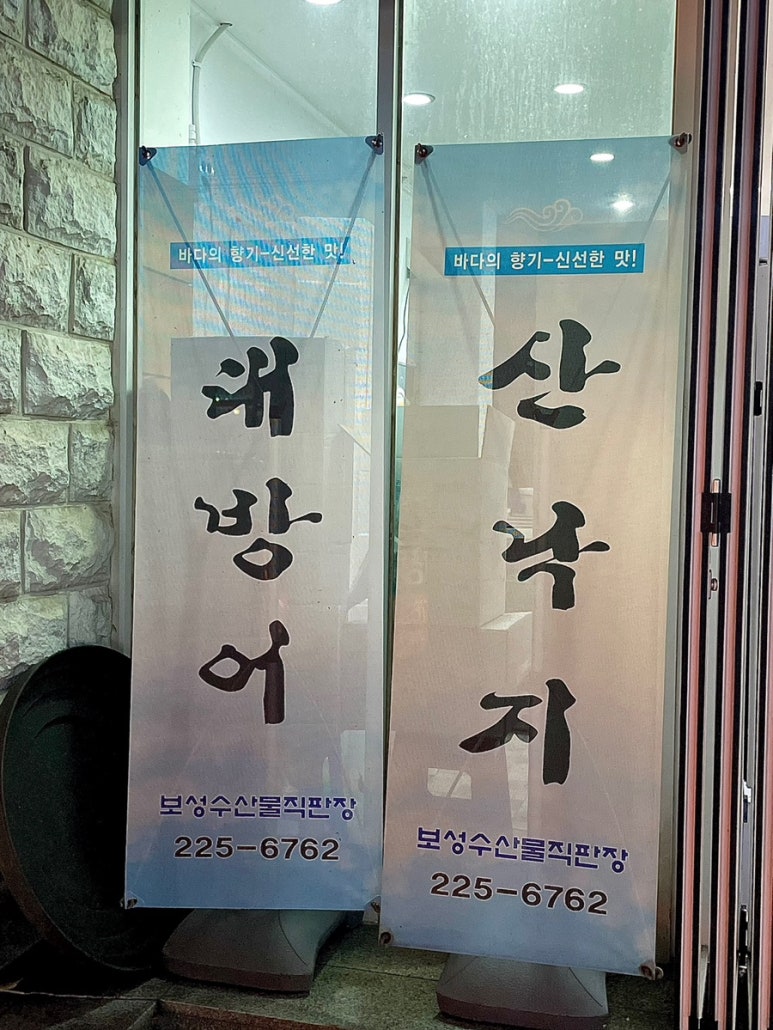 바다의 향기-신선한 맛!
대방어
보성수산물직판장
225-6762
바다의 향기-신선한 맛!
산낙지
보성수산물직판장
225-6762